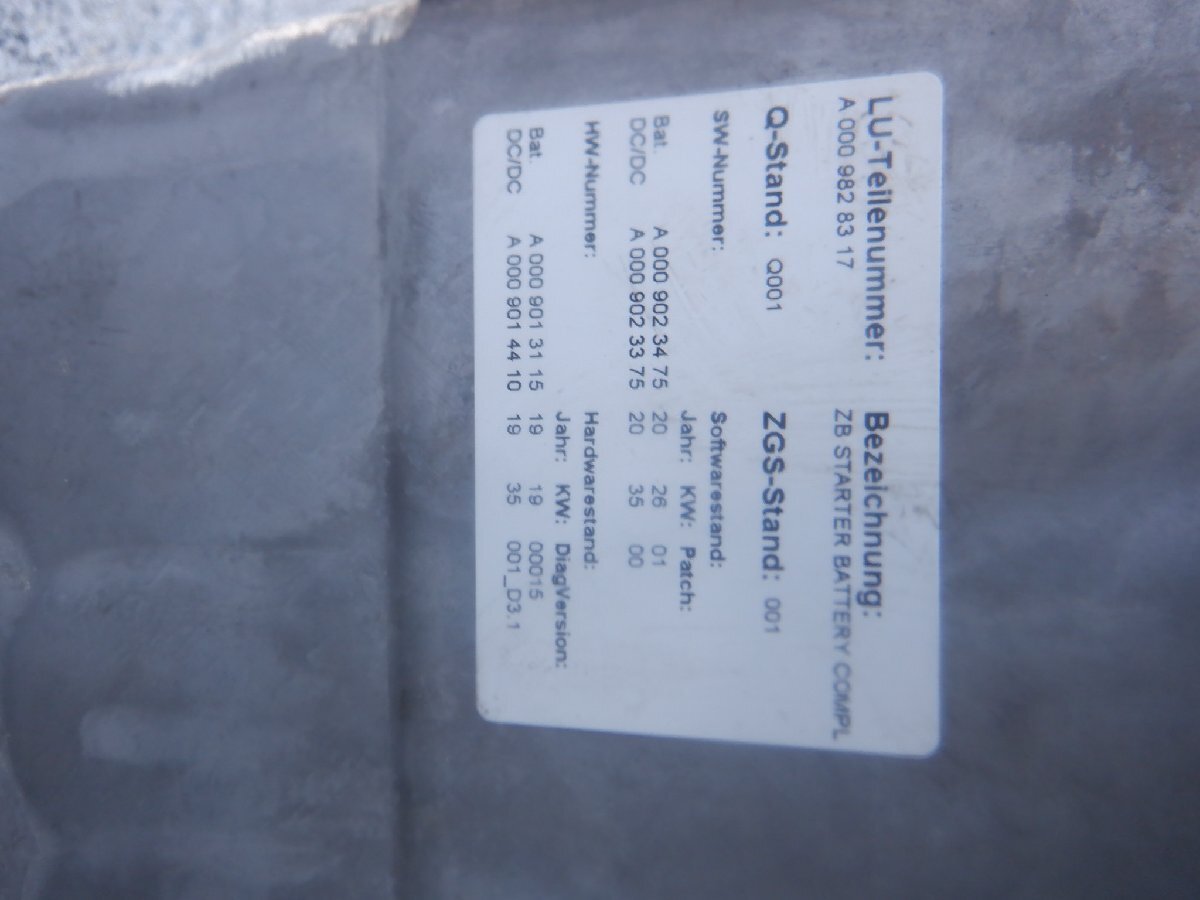 LU-Teilenummer: Bezeichnung:
A 000 982 83 17 ZB STARTER BATTERY COMPL
Q-Stand: Q001 ZGS-Stand: 001
SW-Nummer: Softwarestand:
Jahr: KW: Patch:
Bat. A 000 902 34 75 20 26 01
DC/DC A 000 902 33 75 20 35 00
HW-Nummer: Hardwarestand:
Jahr: KW: DiagVersion:
Bat. A 000 901 31 15 19 19 00015
DC/DC A 000 901 44 10 19 35 001_D3.1